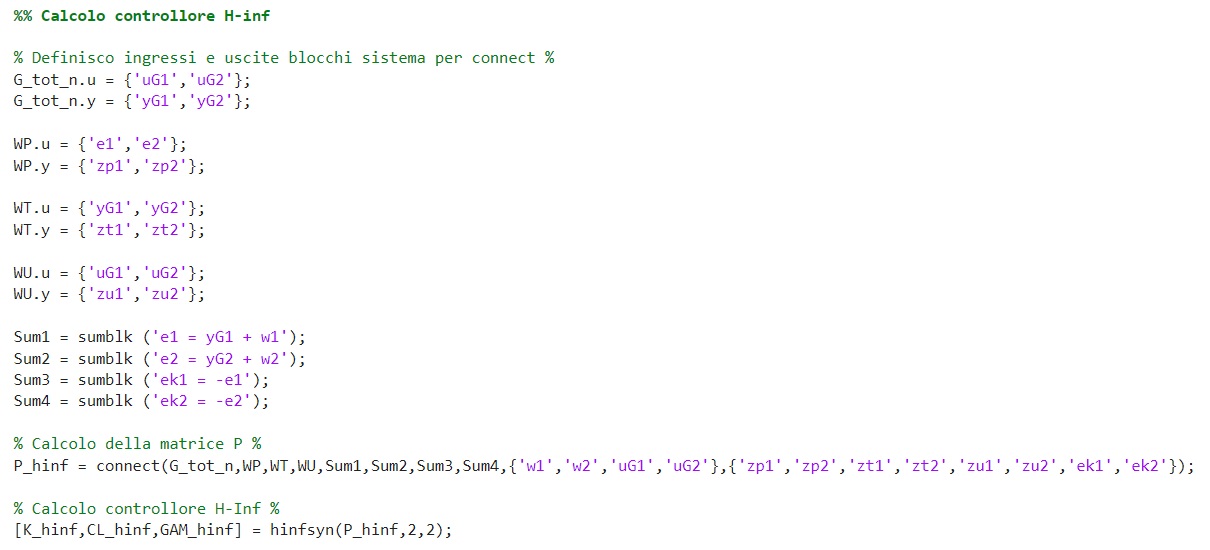 %% Calcolo controllore H-inf
% Definisco ingressi e uscite blocchi sistema per connect %
G_tot_n.u = {'uG1','uG2'};
G_tot_n.y = {'yG1','yG2'};
WP.u = {'e1','e2'};
WP.y = {'zp1','zp2'};
WT.u = {'yG1','yG2'};
WT.y = {'zt1','zt2'};
WU.u = {'uG1','uG2'};
WU.y = {'zu1','zu2'};
Sum1 = sumblk ('e1 = yG1 + w1');
Sum2 = sumblk ('e2 = yG2 + w2');
Sum3 = sumblk ('ek1 = -e1');
Sum4 = sumblk ('ek2 = -e2');
% Calcolo della matrice P %
P_hinf = connect(G_tot_n,WP,WT,WU,Sum1,Sum2,Sum3,Sum4,{'w1','w2','uG1','uG2'},{'zp1','zp2','zt1','zt2','zu1','zu2','ek1','ek2'});
% Calcolo controllore H-Inf %
[K_hinf,CL_hinf,GAM_hinf] = hinfsyn(P_hinf,2,2);